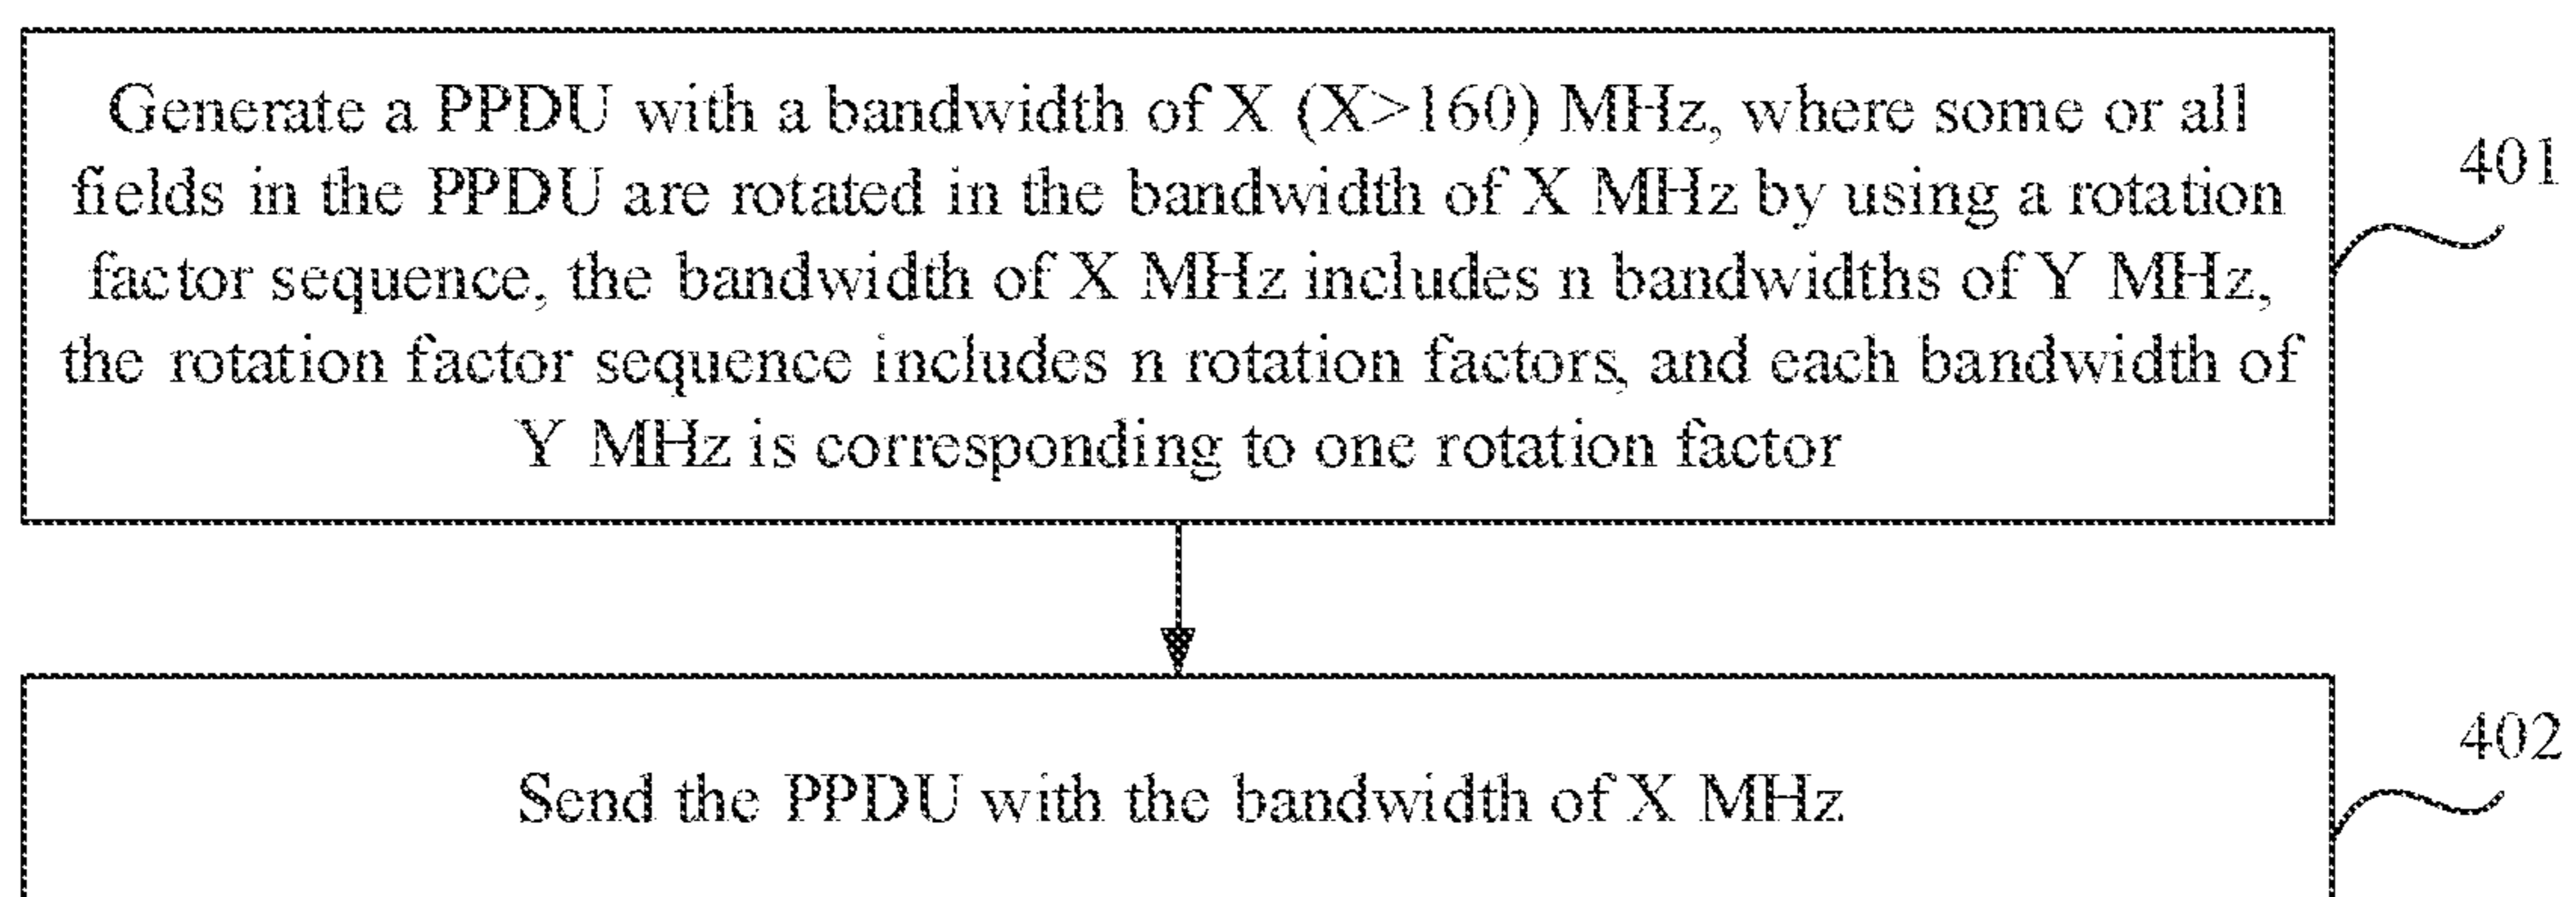 Generate a PPDU with a bandwidth of X (X>160) MHz, where some or all
fields in the PPDU are rotated in the bandwidth of X MHz by using a rotation
factor sequence, the bandwidth of X MHz includes n bandwidths of Y MHz,
the rotation factor sequence includes n rotation factors, and each bandwidth of
Y MHz is corresponding to one rotation factor
401
Send the PPDU with the bandwidth of X MHz
402